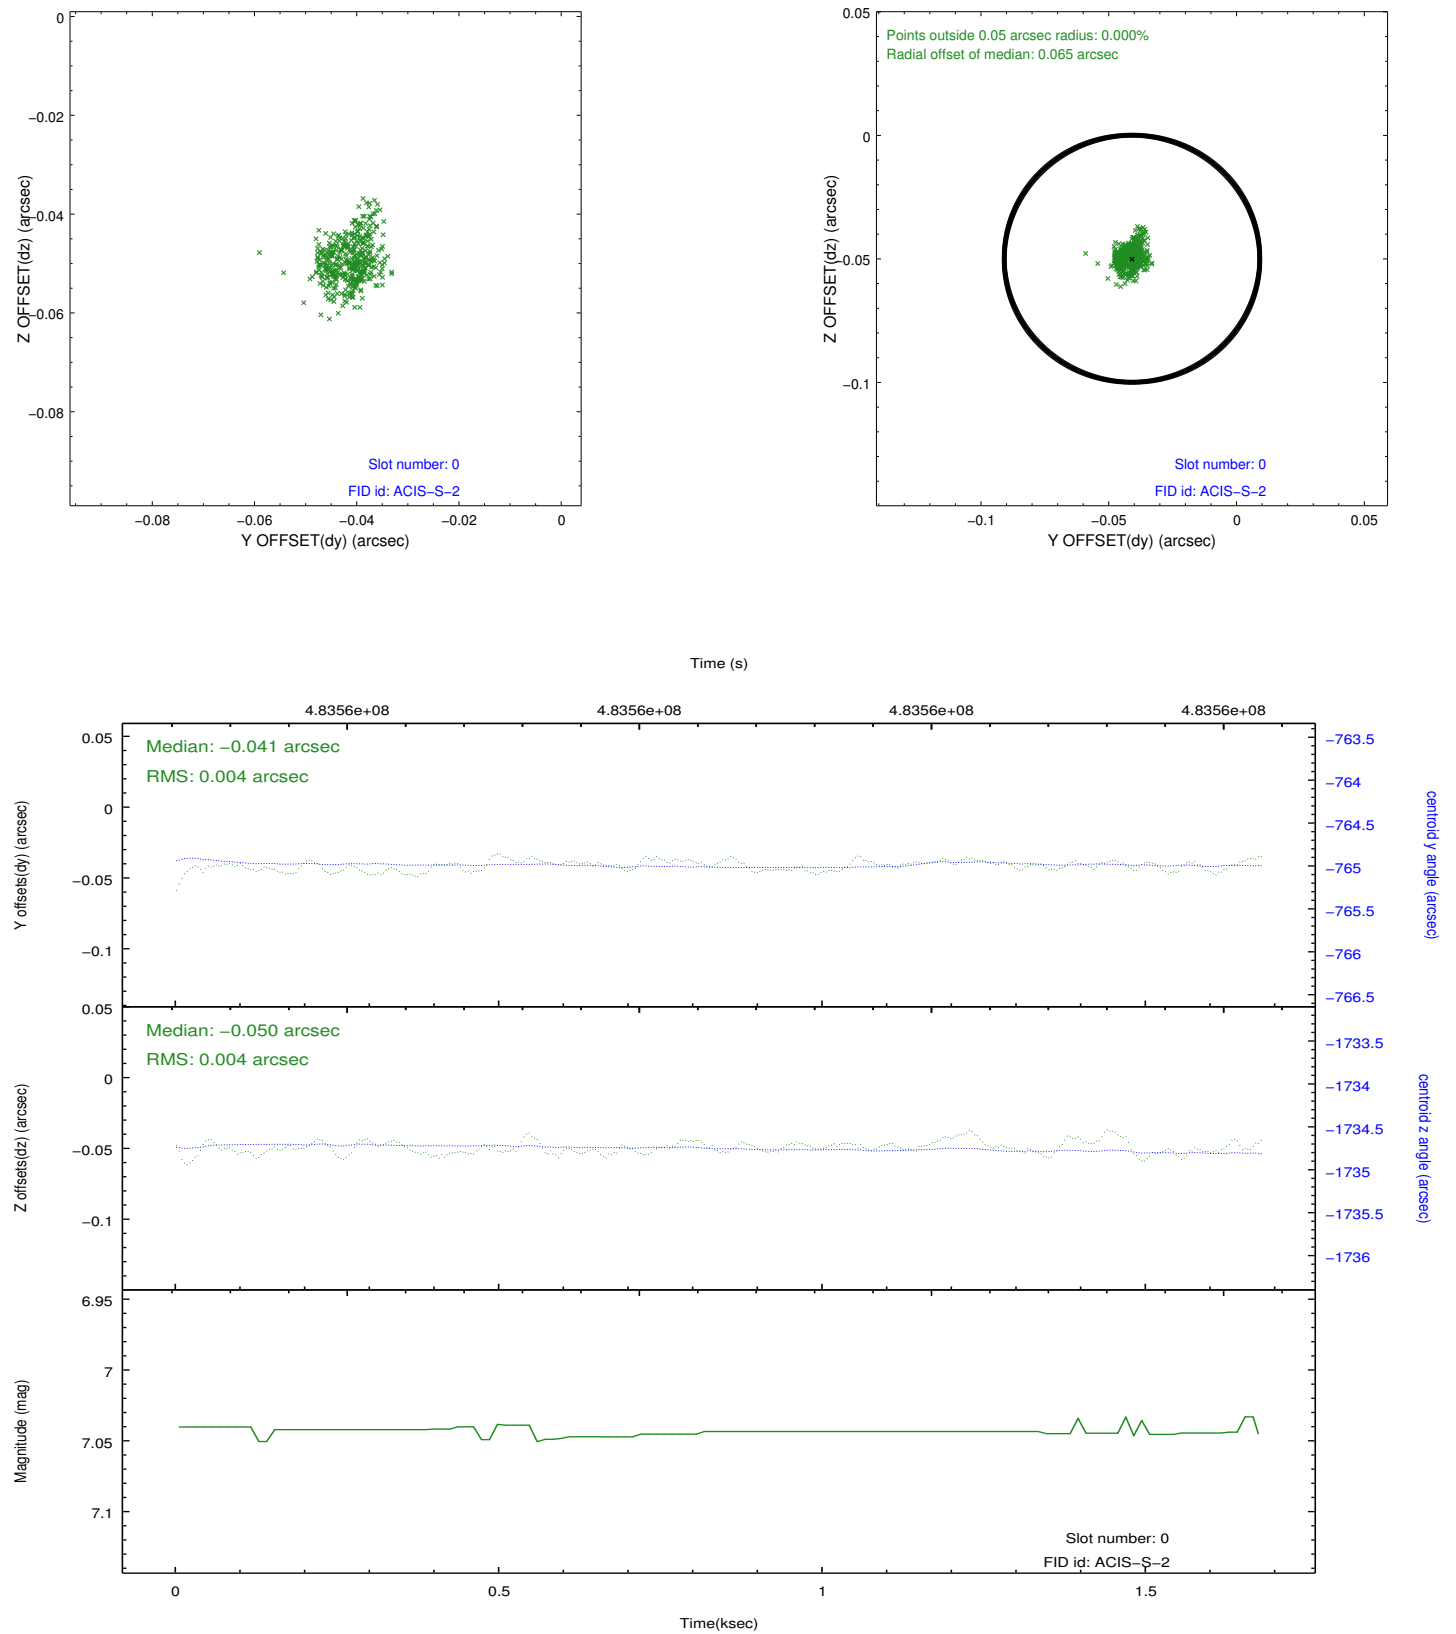 0
−0.02
−0.04
−0.06
−0.08
Z OFFSET(dz) (arcsec)
Slot number: 0
FID id: ACIS−S−2
−0.08 −0.06 −0.04 −0.02 0
Y OFFSET(dy) (arcsec)
0.05
0
−0.05
−0.1
Z OFFSET(dz) (arcsec)
Points outside 0.05 arcsec radius: 0.000%
Radial offset of median: 0.065 arcsec
Slot number: 0
FID id: ACIS−S−2
−0.1 −0.05 0 0.05
Y OFFSET(dy) (arcsec)
Time (s)
4.8356e+08 4.8356e+08 4.8356e+08 4.8356e+08
0.05
0
−0.05
−0.1
Y offsets(dy) (arcsec)
Median: −0.041 arcsec
RMS: 0.004 arcsec
−763.5
−764
−764.5
−765
−765.5
−766
−766.5
centroid y angle (arcsec)
0.05
0
−0.05
−0.1
Z offsets(dz) (arcsec)
Median: −0.050 arcsec
RMS: 0.004 arcsec
−1733.5
−1734
−1734.5
−1735
−1735.5
−1736
centroid z angle (arcsec)
6.95
7
7.05
7.1
Magnitude (mag)
Slot number: 0
FID id: ACIS−S−2
0 0.5 1 1.5
Time(ksec)